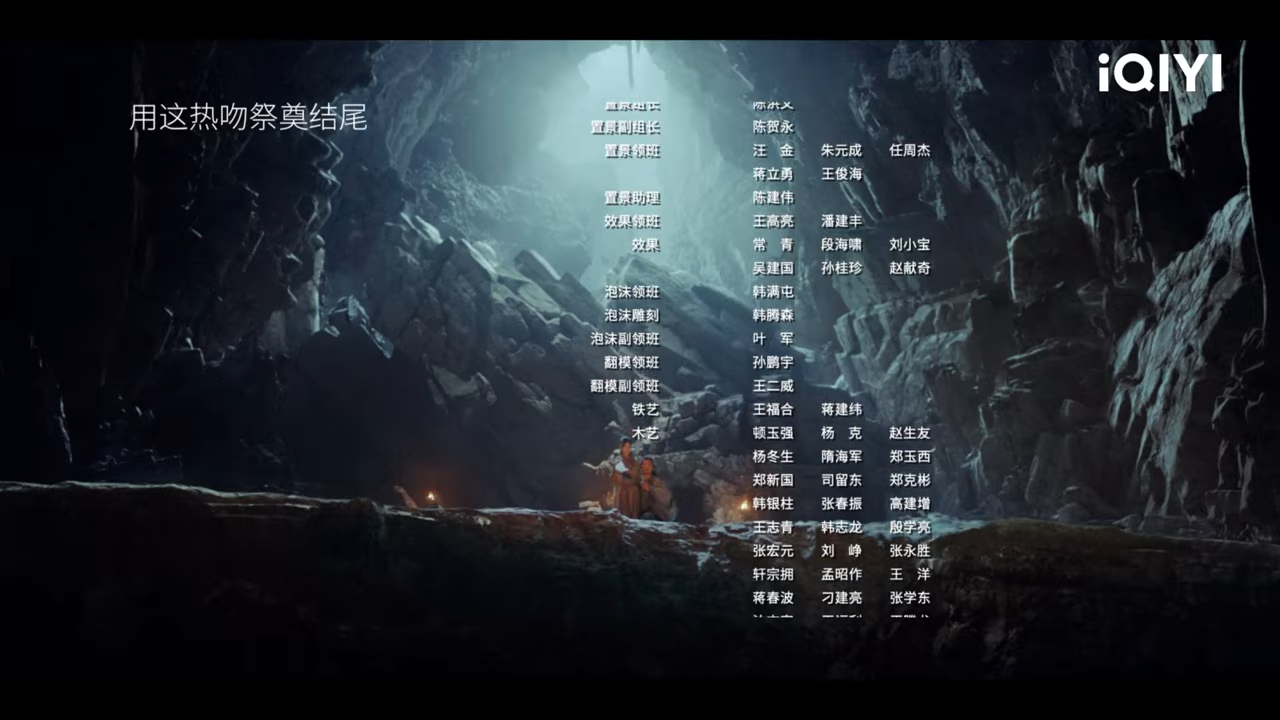 iQIYI
用这热吻祭奠结尾
置景组长 陈洪义
置景副组长 陈贺永
置景领班 汪 金 朱元成 任周杰
蒋立勇 王俊海
置景助理 陈建伟
效果领班 王高亮 潘建丰
效果 常 青 段海啸 刘小宝
吴建国 孙桂珍 赵献奇
泡沫领班 韩满屯
泡沫雕刻 韩腾森
泡沫副领班 叶 军
翻模领班 孙鹏宇
翻模副领班 王二威
铁艺 王福合 蒋建纬
木艺 顿玉强 杨 克 赵生友
杨冬生 隋海军 郑玉西
郑新国 司留东 郑克彬
韩银柱 张春振 高建增
王志青 韩志龙 殷学亮
张宏元 刘 峥 张永胜
轩宗拥 孟昭作 王 洋
蒋春波 刁建亮 张学东